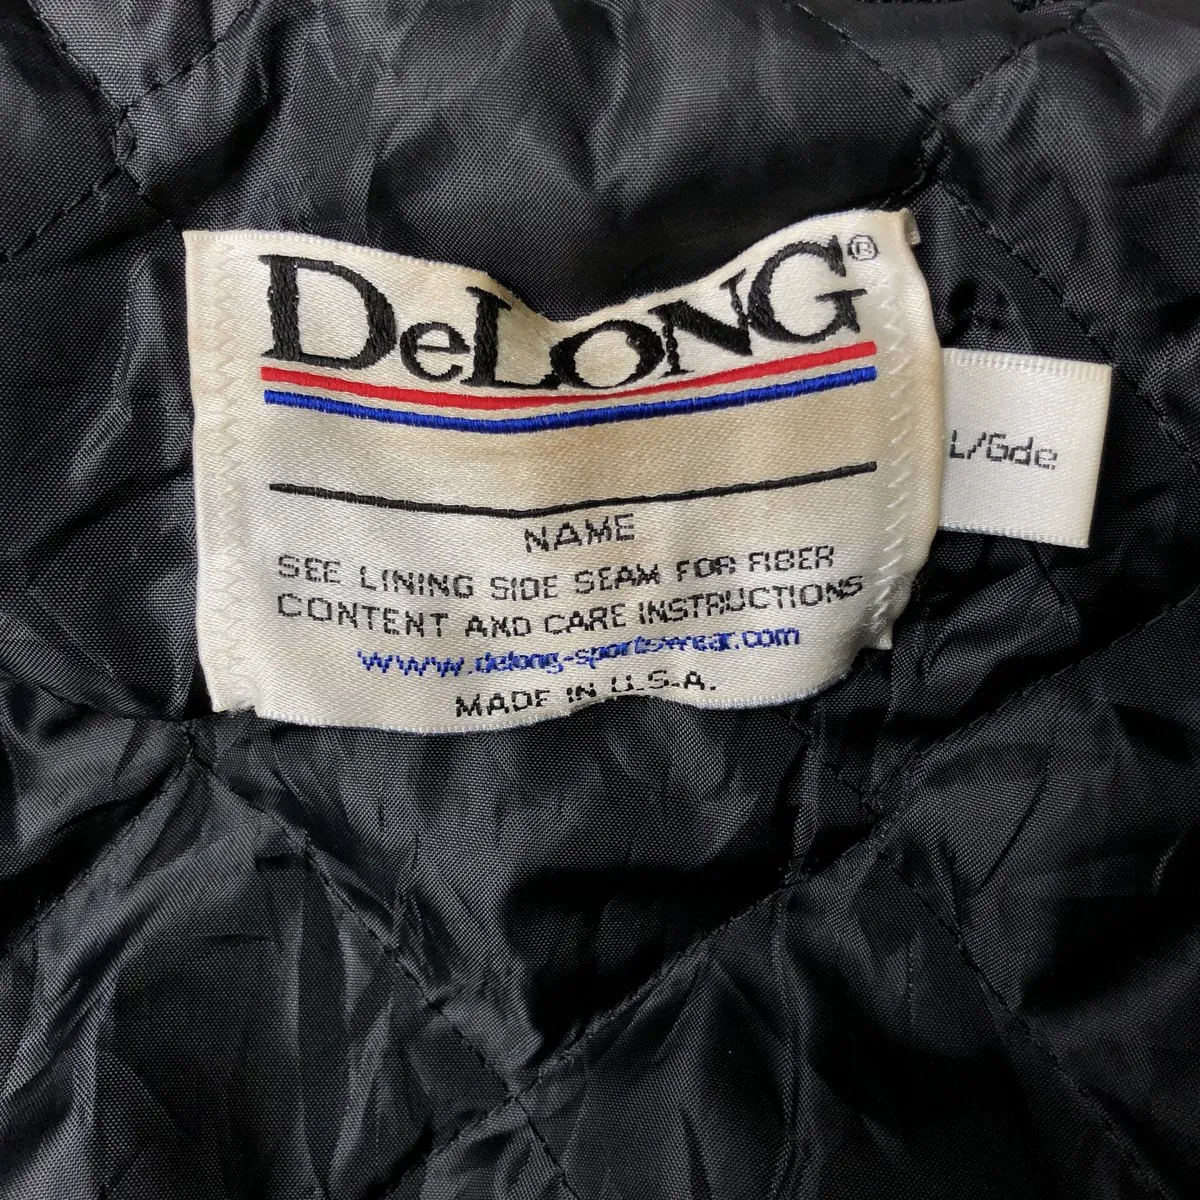 DeLONG®
L/Gde
NAME
SEE LINING SIDE SEAM FOR FIBER
CONTENT AND CARE INSTRUCTIONS
www.delong-sportswear.com
MADE IN U.S.A.